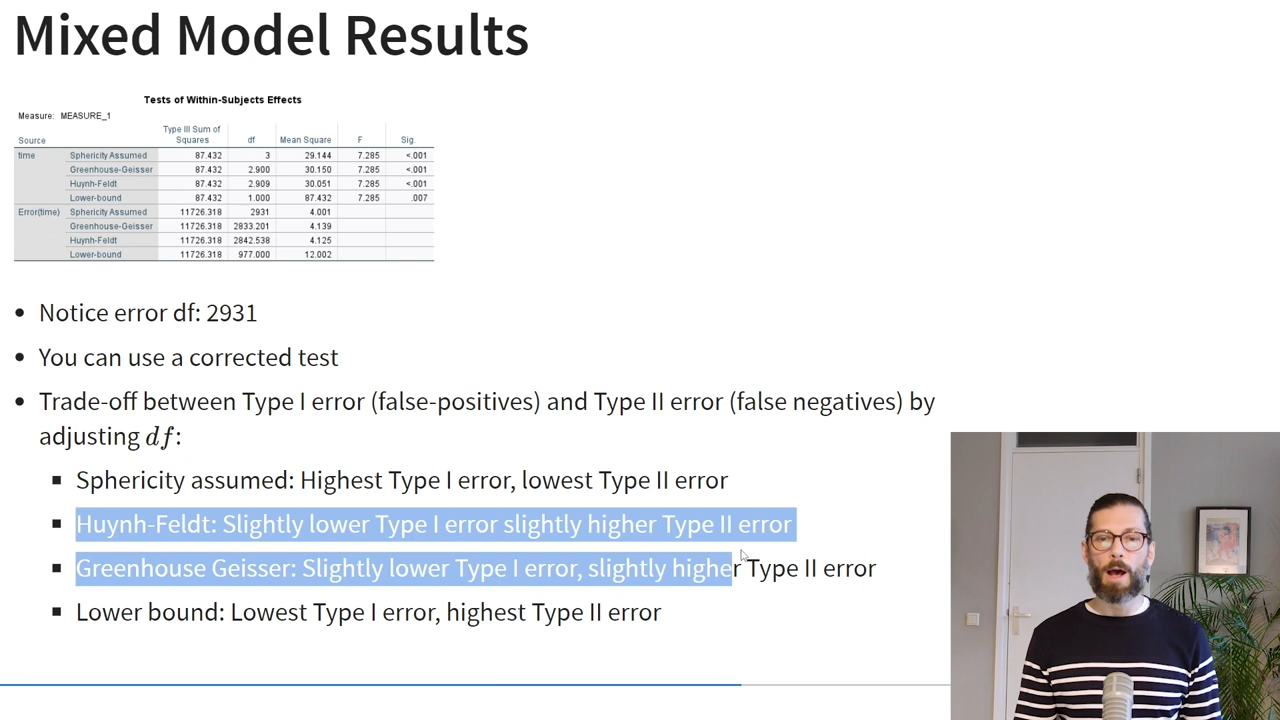 Mixed Model Results
Tests of Within-Subjects Effects
Measure: MEASURE_1
Source Type III Sum of Squares df Mean Square F Sig.
time Sphericity Assumed 87.432 3 29.144 7.285 <.001
Greenhouse-Geisser 87.432 2.900 30.150 7.285 <.001
Huynh-Feldt 87.432 2.909 30.051 7.285 <.001
Lower-bound 87.432 1.000 87.432 7.285 .007
Error(time) Sphericity Assumed 11726.318 2931 4.001
Greenhouse-Geisser 11726.318 2833.201 4.139
Huynh-Feldt 11726.318 2842.538 4.125
Lower-bound 11726.318 977.000 12.002
• Notice error df: 2931
• You can use a corrected test
• Trade-off between Type I error (false-positives) and Type II error (false negatives) by
adjusting df:
▪ Sphericity assumed: Highest Type I error, lowest Type II error
▪ Huynh-Feldt: Slightly lower Type I error slightly higher Type II error
▪ Greenhouse Geisser: Slightly lower Type I error, slightly higher Type II error
▪ Lower bound: Lowest Type I error, highest Type II error